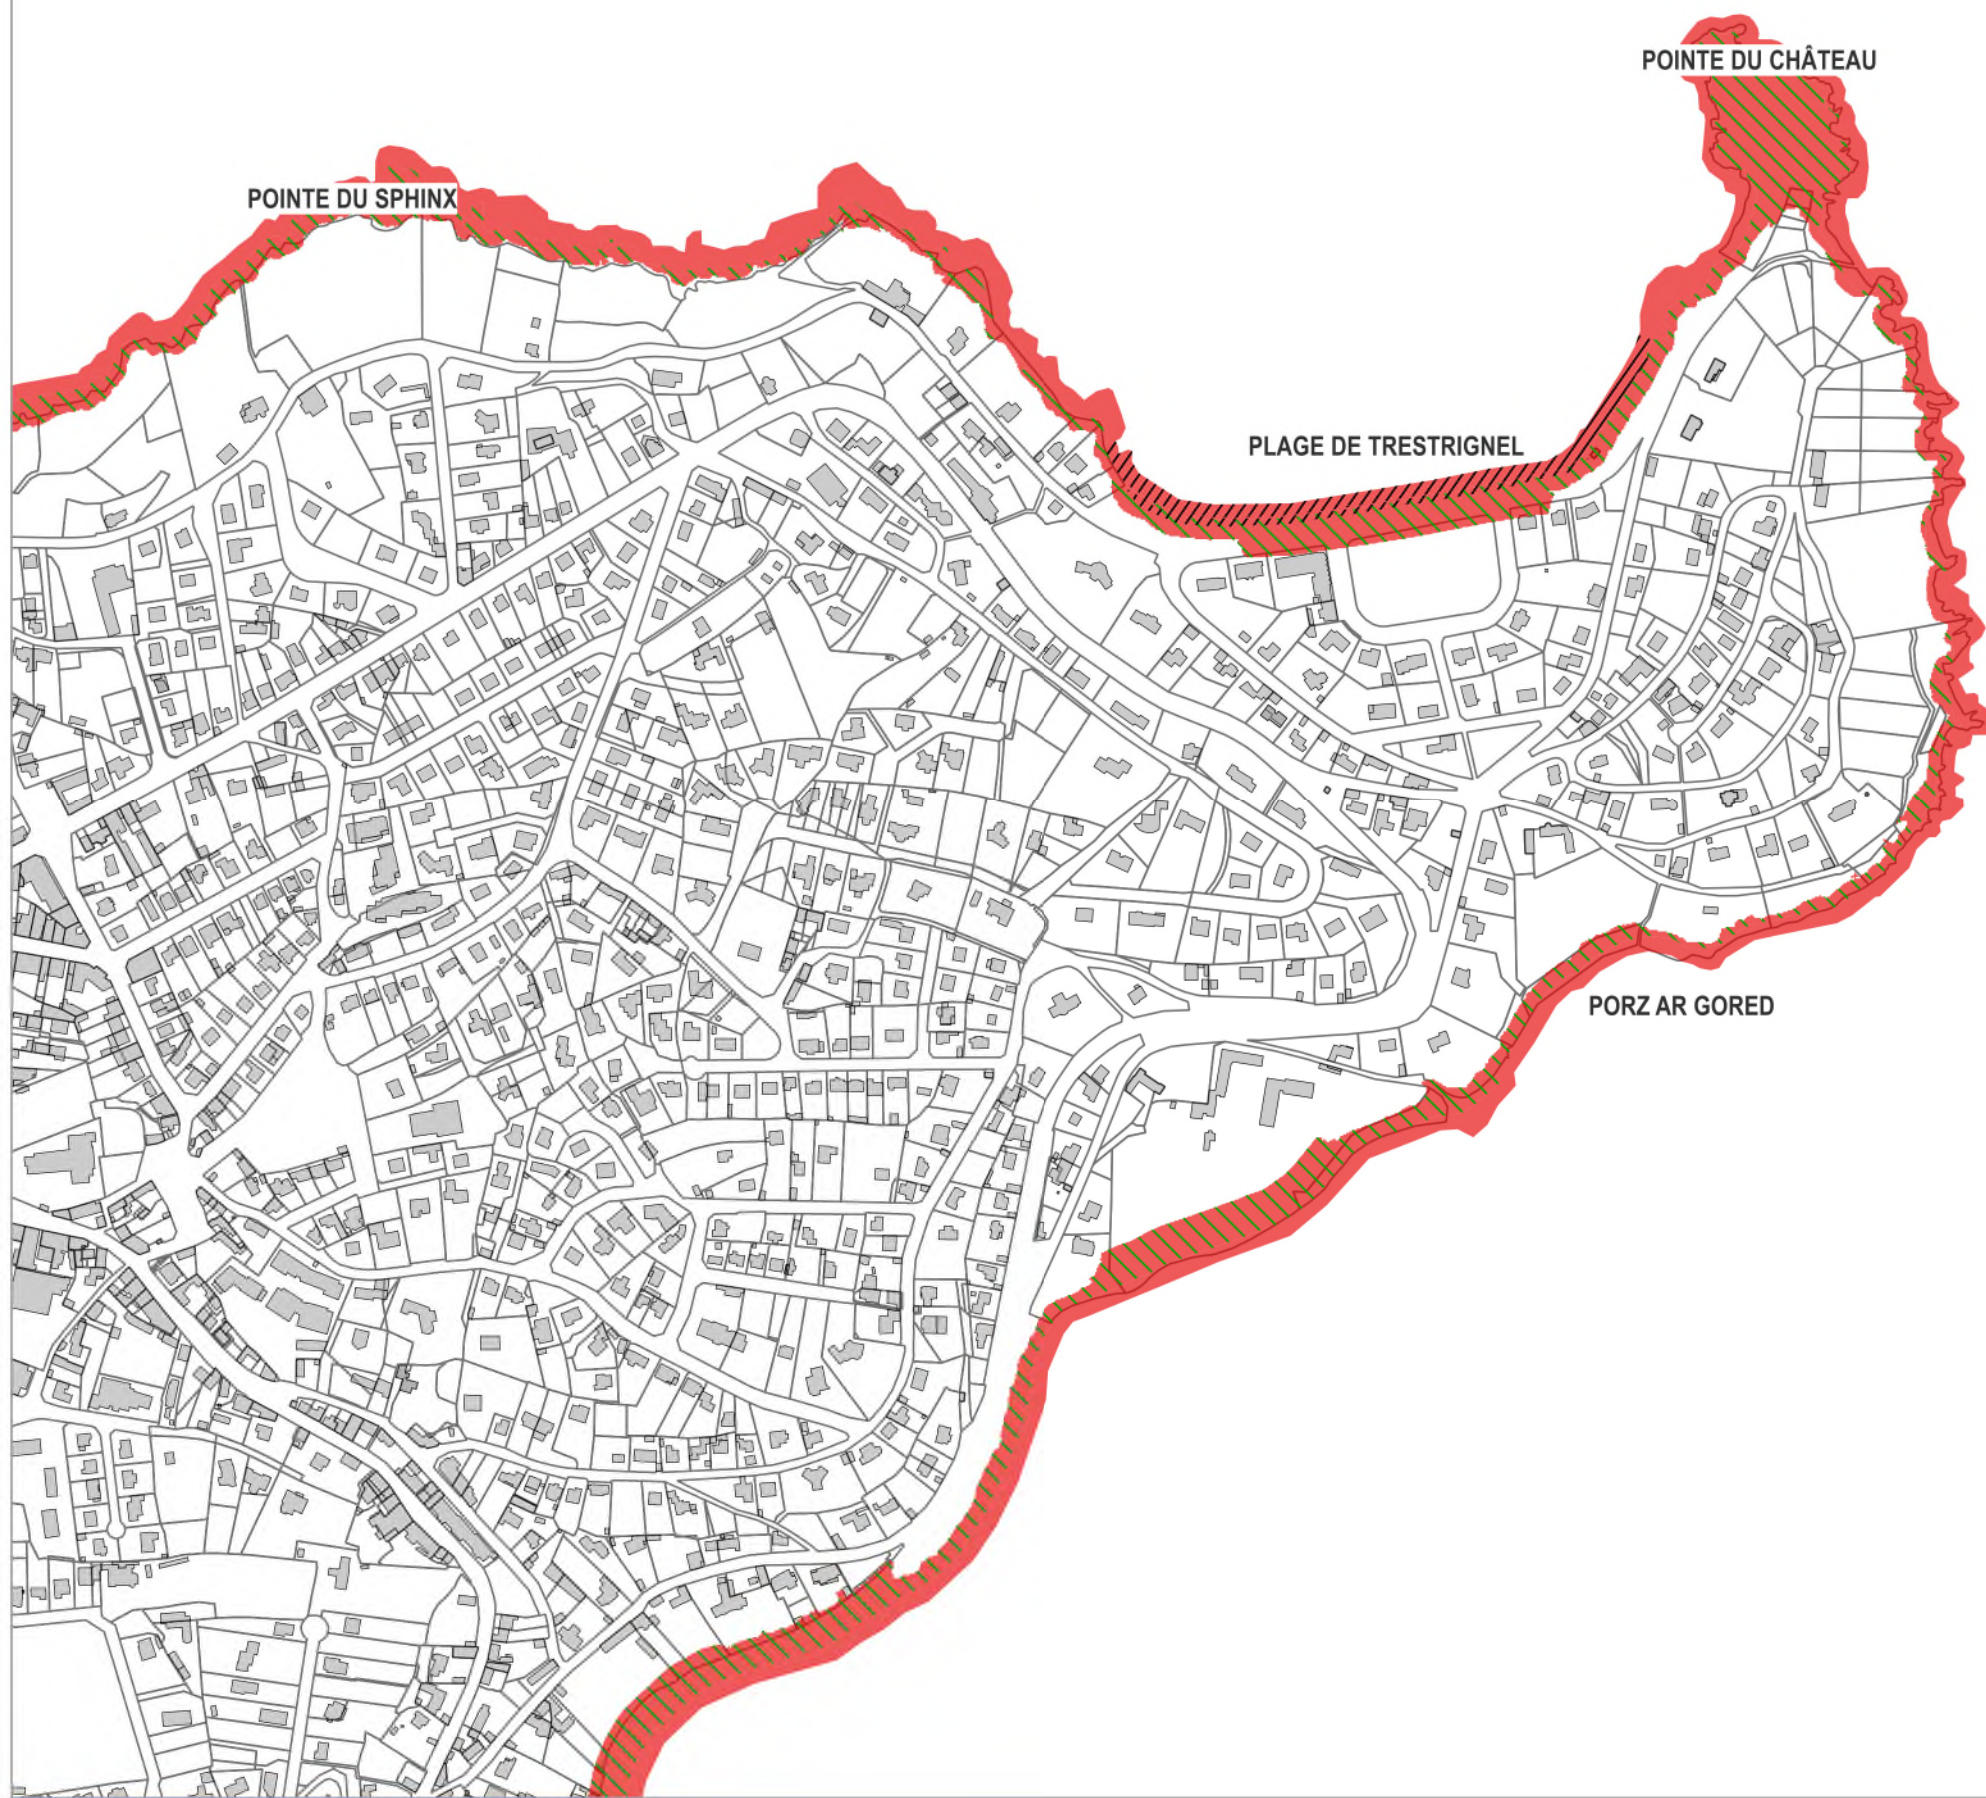 POINTE DU CHÂTEAU
POINTE DU SPHINX
PLAGE DE TRESTRIGNEL
PORZ AR GORED